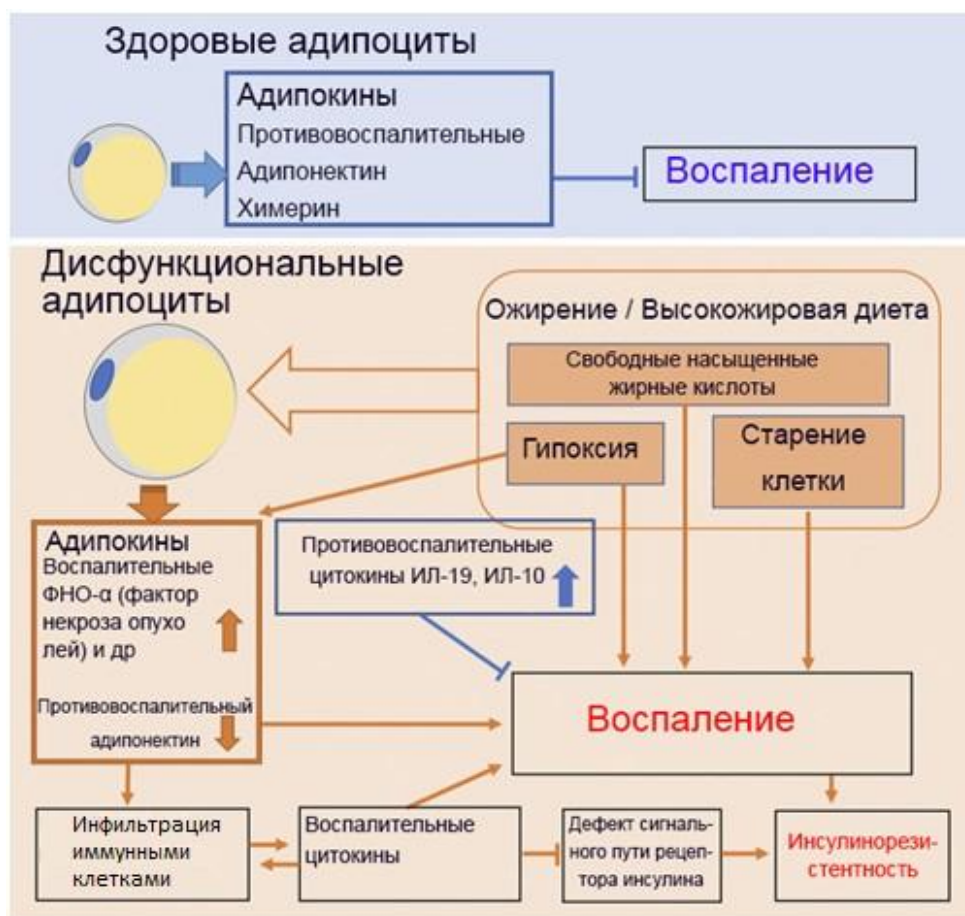 Здоровые адипоциты
Адипокины
Противовоспалительные
Адипонектин
Химерин
Воспаление
Дисфункциональные
адипоциты
Ожирение / Высокожировая диета
Свободные насыщенные
жирные кислоты
Гипоксия
Старение
клетки
Адипокины
Воспалительные
ФНО-α (фактор
некроза опухо
лей) и др
Противовоспалительный
адипонектин
Противовоспалительные
цитокины ИЛ-19, ИЛ-10
Воспаление
Инфильтрация
иммунными
клетками
Воспалительные
цитокины
Дефект сигналь-
ного пути рецеп-
тора инсулина
Инсулинорези-
стентность